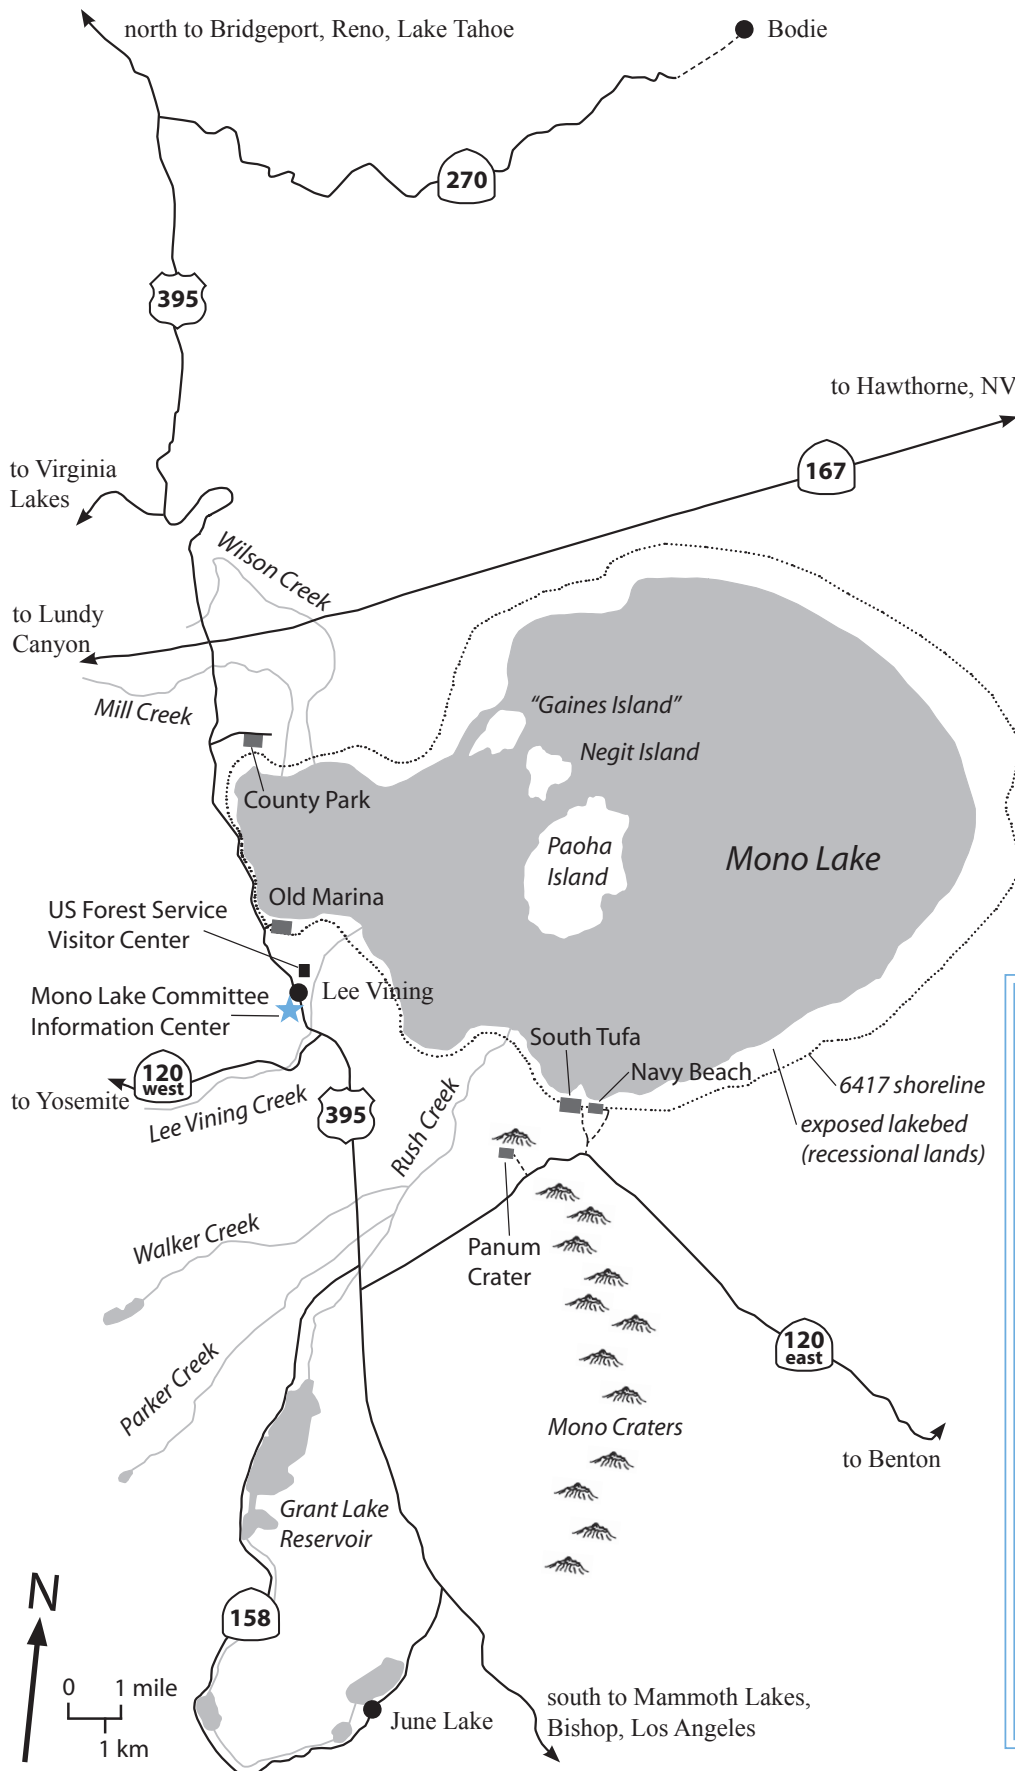 north to Bridgeport, Reno, Lake Tahoe
Bodie
270
395
to Hawthorne, NV
167
to Virginia
Lakes
Wilson Creek
to Lundy
Canyon
Mill Creek
"Gaines Island"
Negit Island
County Park
Paoha
Island
Mono Lake
Old Marina
US Forest Service
Visitor Center
Lee Vining
Mono Lake Committee
Information Center
South Tufa
Navy Beach
120
west
to Yosemite
Lee Vining Creek
395
Rush Creek
6417 shoreline
exposed lakebed
(recessional lands)
Walker Creek
Panum
Crater
120
east
Parker Creek
Mono Craters
to Benton
Grant Lake
Reservoir
N
158
0 1 mile
1 km
June Lake
south to Mammoth Lakes,
Bishop, Los Angeles